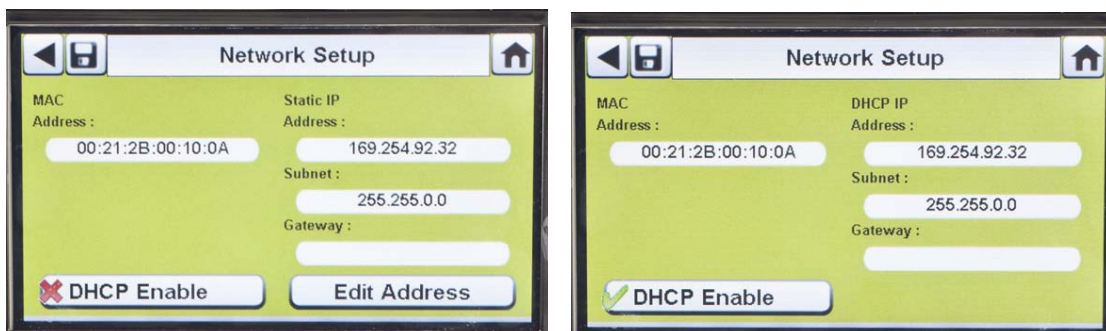 Network Setup
MAC
Address :
00:21:2B:00:10:0A
Static IP
Address :
169.254.92.32
Subnet :
255.255.0.0
Gateway :
DHCP Enable
Edit Address
Network Setup
MAC
Address :
00:21:2B:00:10:0A
DHCP IP
Address :
169.254.92.32
Subnet :
255.255.0.0
Gateway :
DHCP Enable